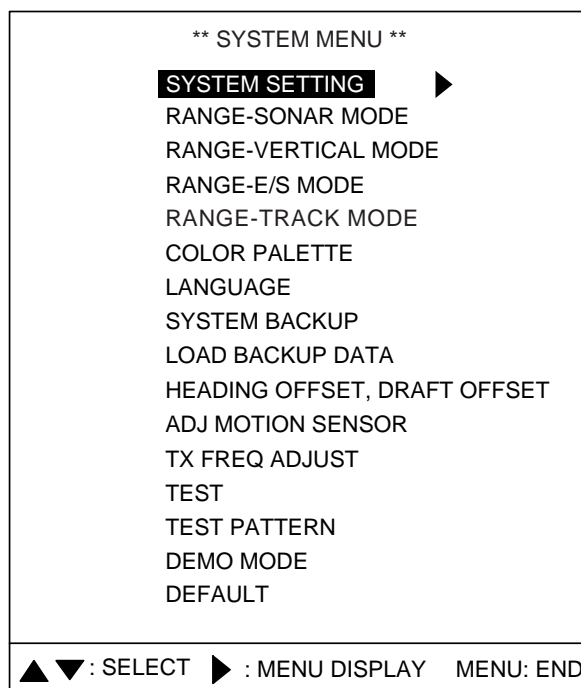 ** SYSTEM MENU **
SYSTEM SETTING ▶
RANGE-SONAR MODE
RANGE-VERTICAL MODE
RANGE-E/S MODE
RANGE-TRACK MODE
COLOR PALETTE
LANGUAGE
SYSTEM BACKUP
LOAD BACKUP DATA
HEADING OFFSET, DRAFT OFFSET
ADJ MOTION SENSOR
TX FREQ ADJUST
TEST
TEST PATTERN
DEMO MODE
DEFAULT
▲ ▼ : SELECT ▶ : MENU DISPLAY MENU: END